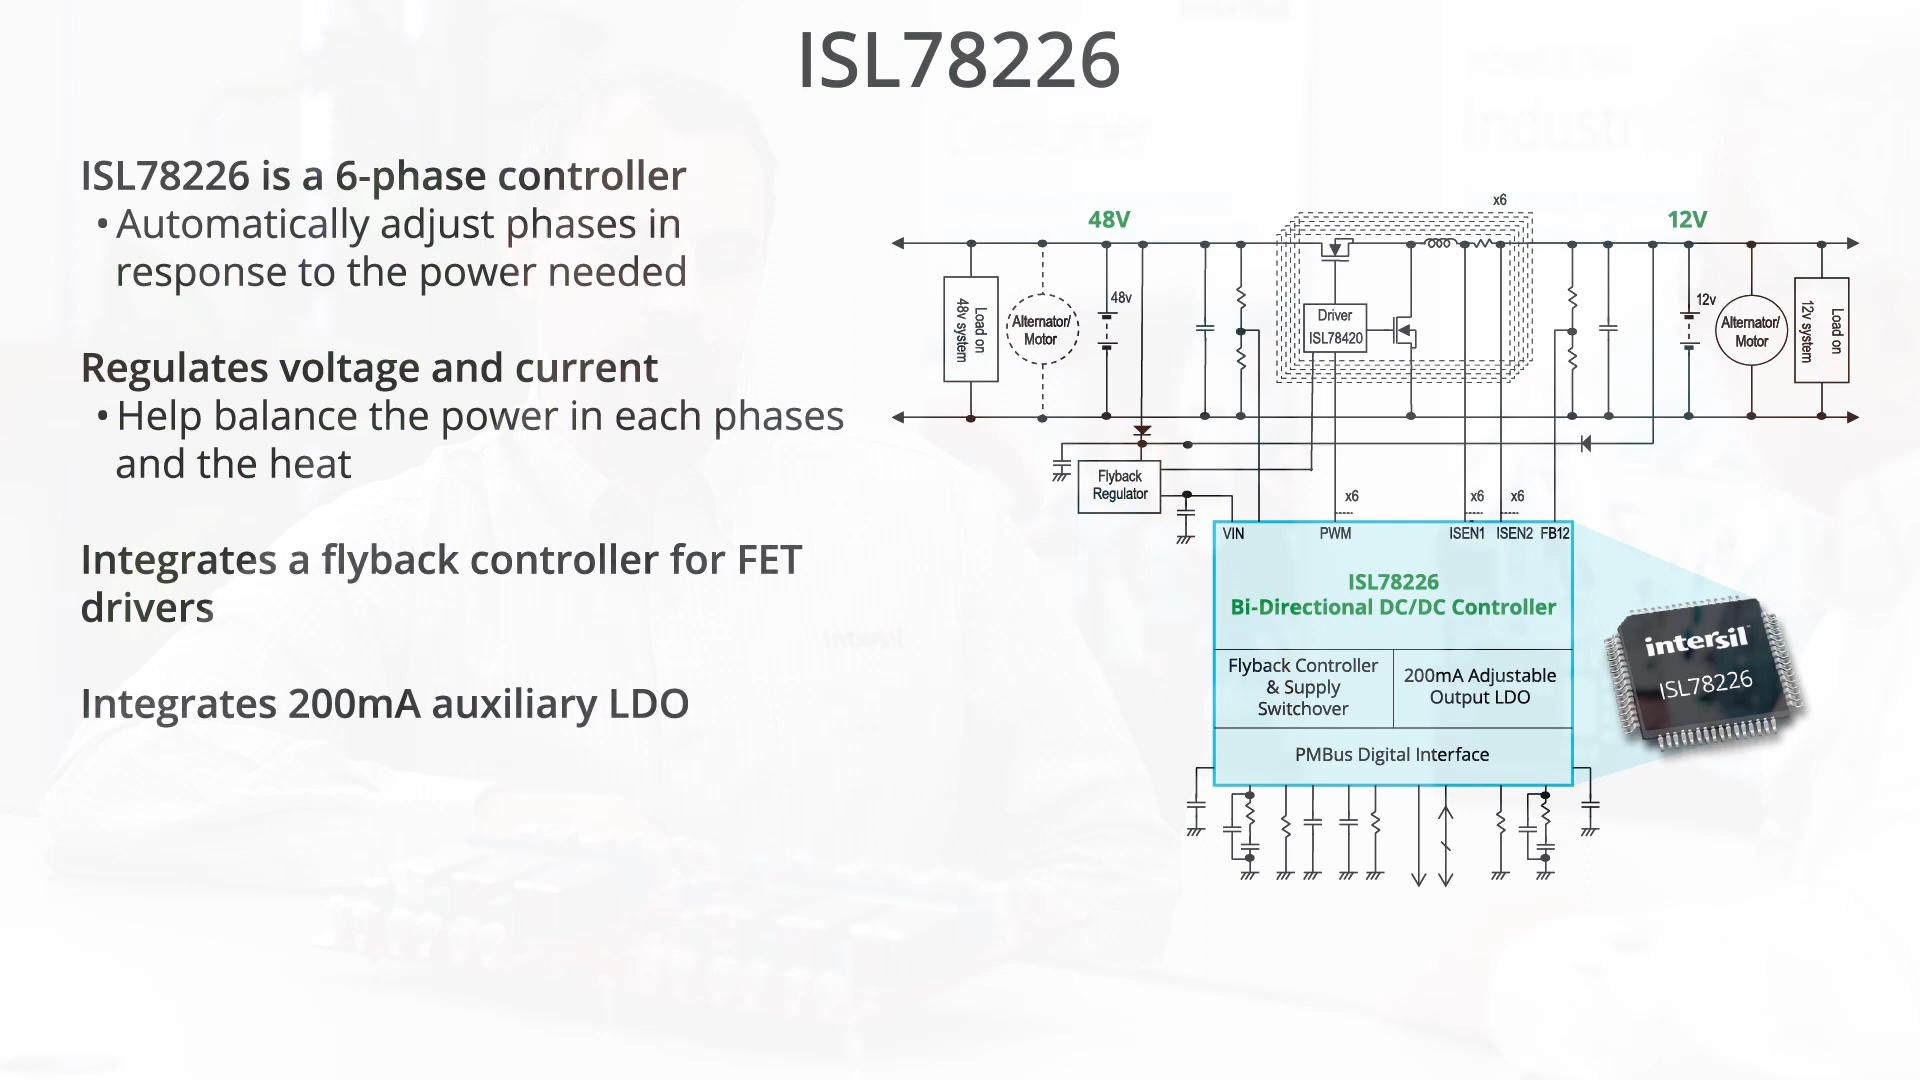 ISL78226
ISL78226 is a 6-phase controller
• Automatically adjust phases in
response to the power needed
Regulates voltage and current
• Help balance the power in each phases
and the heat
Integrates a flyback controller for FET
drivers
Integrates 200mA auxiliary LDO
x6
48V
12V
Load on
48v system
Alternator/
Motor
48v
Driver
ISL78420
12v
Alternator/
Motor
Load on
12v system
Flyback
Regulator
x6
x6
x6
VIN
PWM
ISEN1
ISEN2
FB12
ISL78226
Bi-Directional DC/DC Controller
Flyback Controller
& Supply
Switchover
200mA Adjustable
Output LDO
PMBus Digital Interface
intersil
ISL78226